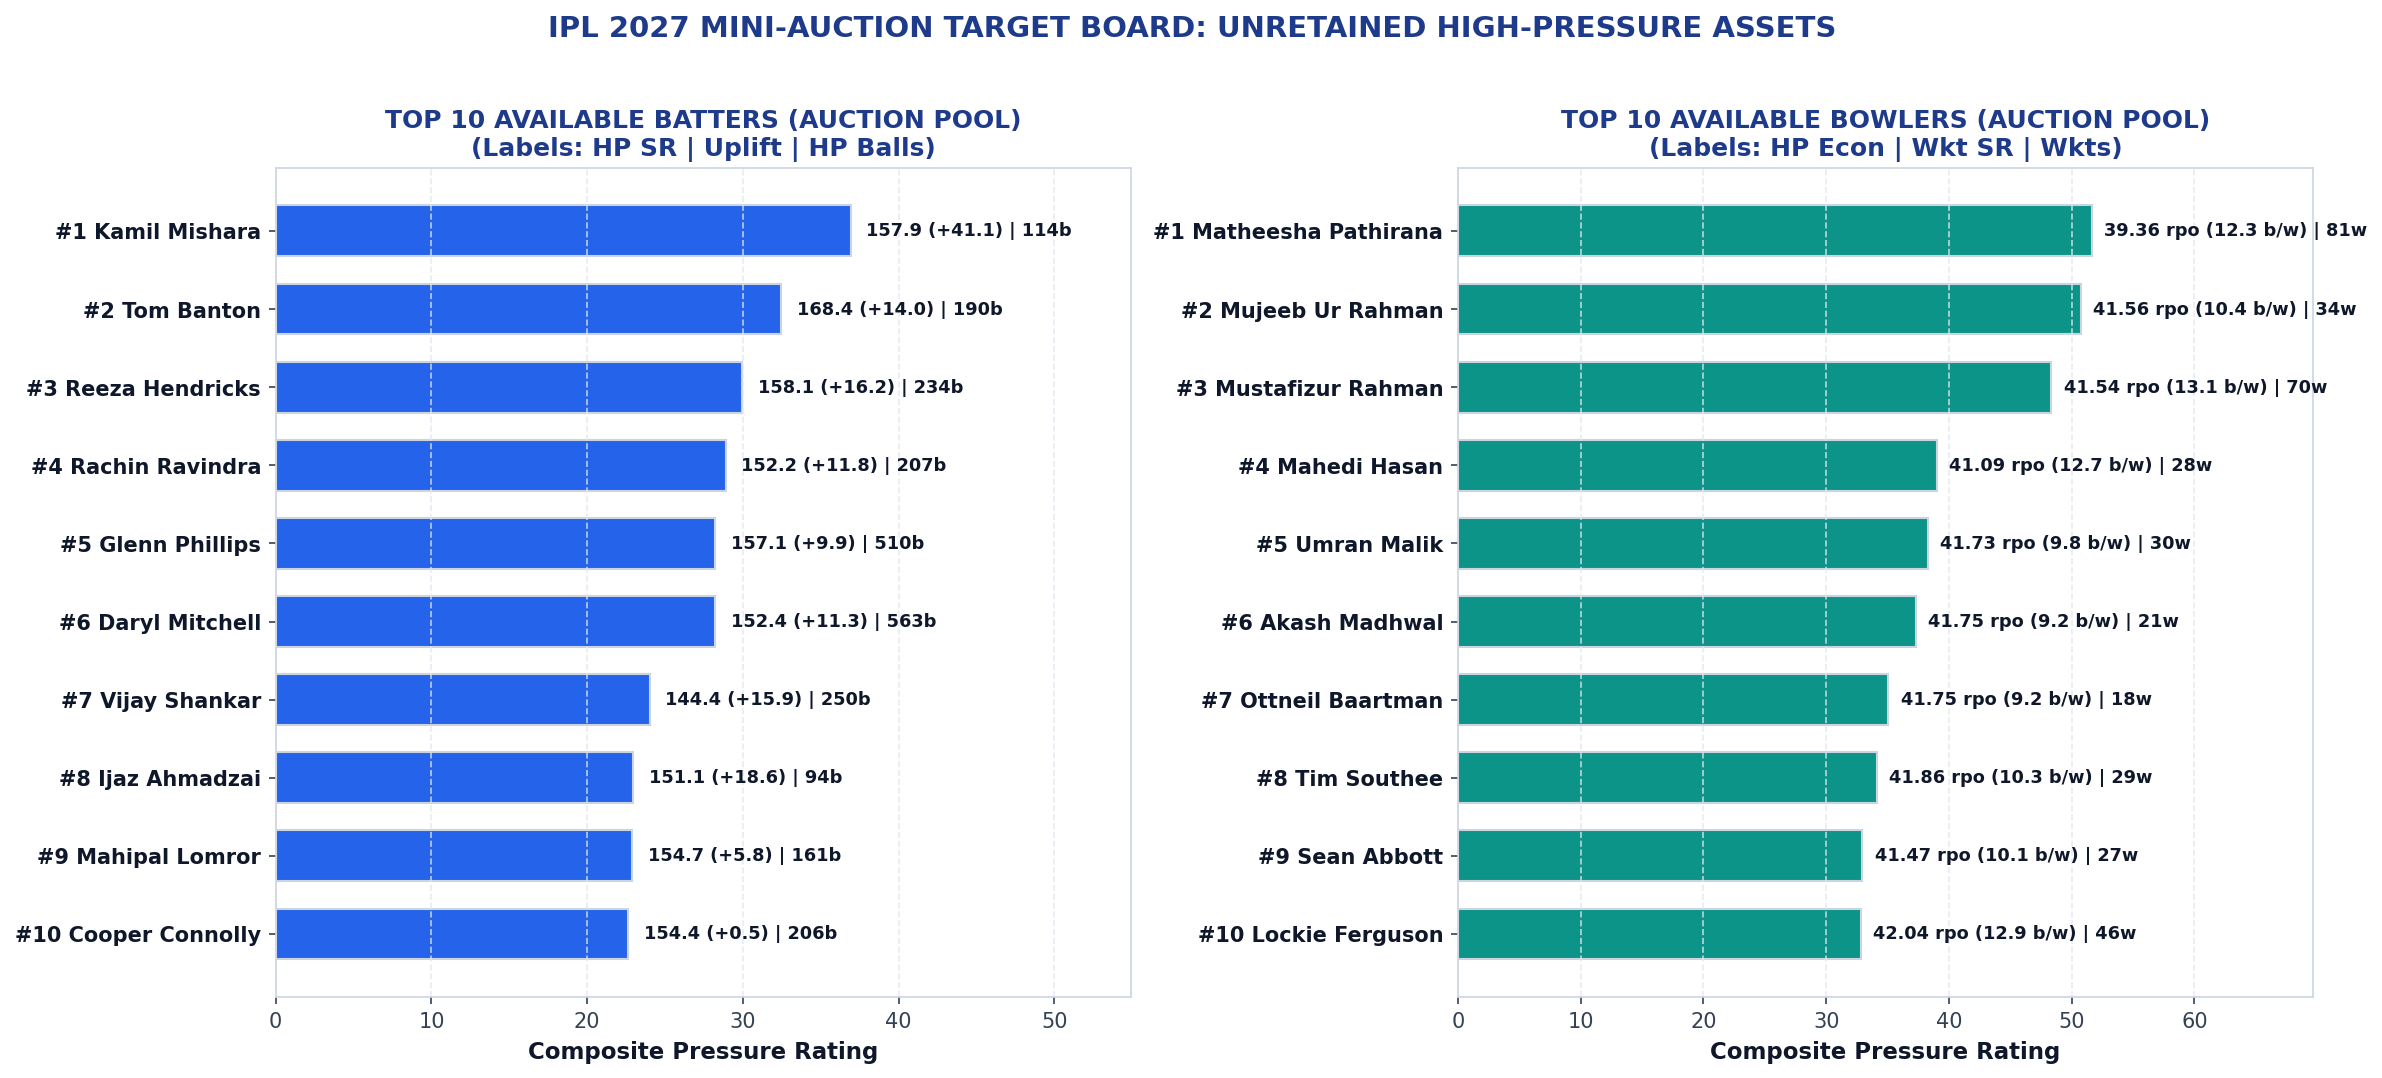 IPL 2027 MINI-AUCTION TARGET BOARD: UNRETAINED HIGH-PRESSURE ASSETS
TOP 10 AVAILABLE BATTERS (AUCTION POOL)
(Labels: HP SR | Uplift | HP Balls)
#1 Kamil Mishara 157.9 (+41.1) | 114b
#2 Tom Banton 168.4 (+14.0) | 190b
#3 Reeza Hendricks 158.1 (+16.2) | 234b
#4 Rachin Ravindra 152.2 (+11.8) | 207b
#5 Glenn Phillips 157.1 (+9.9) | 510b
#6 Daryl Mitchell 152.4 (+11.3) | 563b
#7 Vijay Shankar 144.4 (+15.9) | 250b
#8 Ijaz Ahmadzai 151.1 (+18.6) | 94b
#9 Mahipal Lomror 154.7 (+5.8) | 161b
#10 Cooper Connolly 154.4 (+0.5) | 206b
0 10 20 30 40 50
Composite Pressure Rating
TOP 10 AVAILABLE BOWLERS (AUCTION POOL)
(Labels: HP Econ | Wkt SR | Wkts)
#1 Matheesha Pathirana 39.36 rpo (12.3 b/w) | 81w
#2 Mujeeb Ur Rahman 41.56 rpo (10.4 b/w) | 34w
#3 Mustafizur Rahman 41.54 rpo (13.1 b/w) | 70w
#4 Mahedi Hasan 41.09 rpo (12.7 b/w) | 28w
#5 Umran Malik 41.73 rpo (9.8 b/w) | 30w
#6 Akash Madhwal 41.75 rpo (9.2 b/w) | 21w
#7 Ottneil Baartman 41.75 rpo (9.2 b/w) | 18w
#8 Tim Southee 41.86 rpo (10.3 b/w) | 29w
#9 Sean Abbott 41.47 rpo (10.1 b/w) | 27w
#10 Lockie Ferguson 42.04 rpo (12.9 b/w) | 46w
0 10 20 30 40 50 60
Composite Pressure Rating